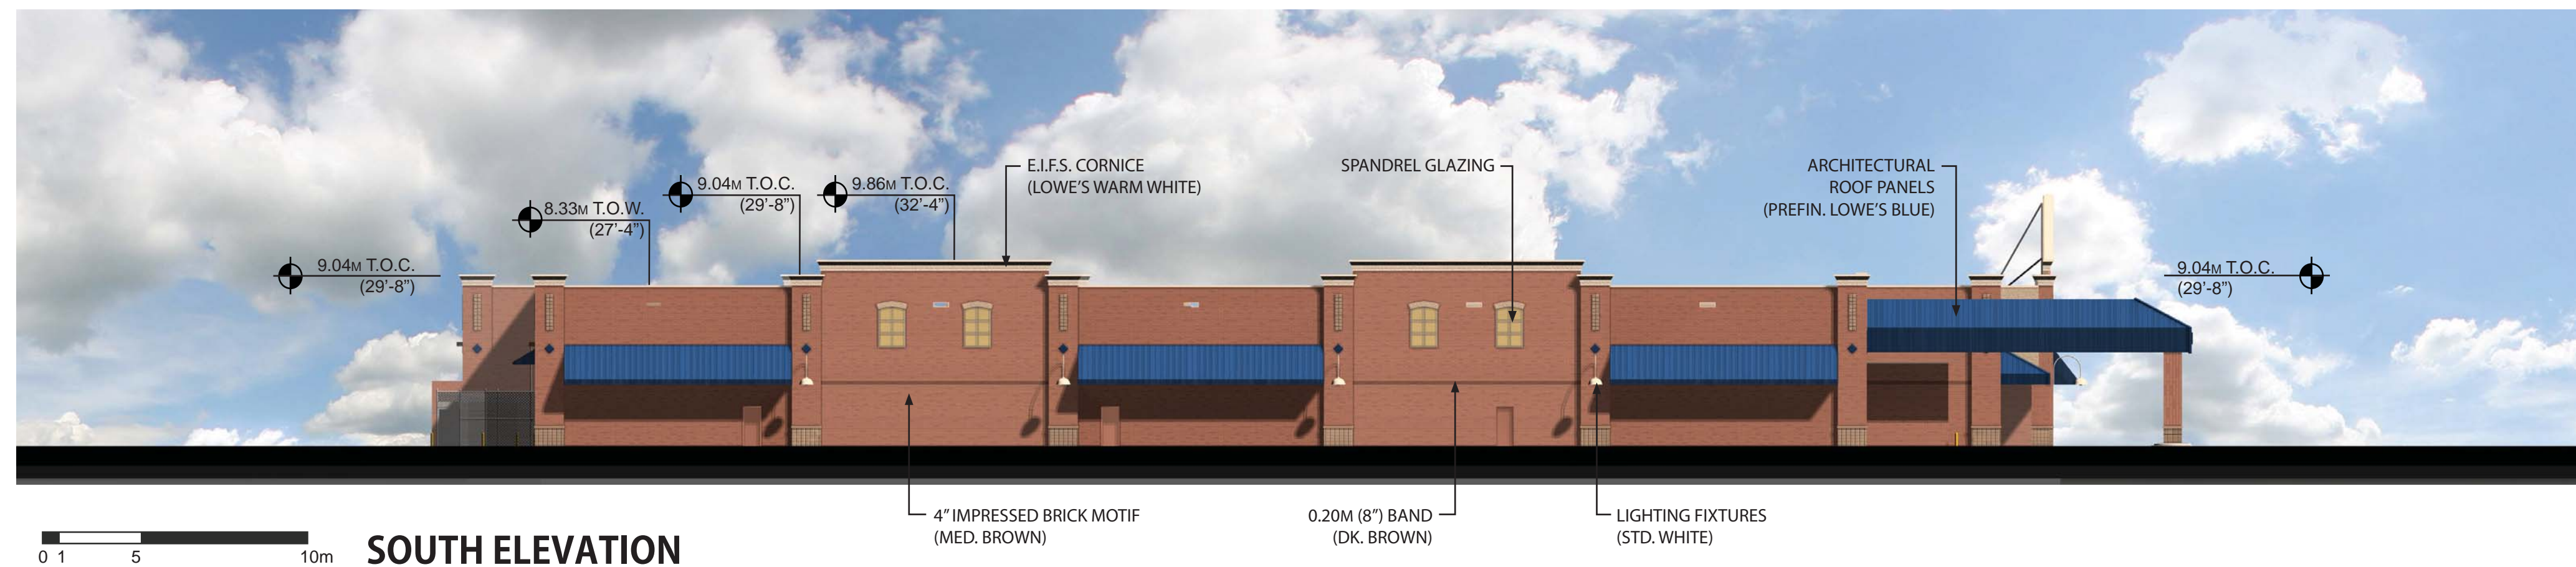 E.I.F.S. CORNICE
(LOWE'S WARM WHITE)
SPANDREL GLAZING
ARCHITECTURAL
ROOF PANELS
(PREFIN. LOWE'S BLUE)
9.04M T.O.C.
(29'-8")
9.86M T.O.C.
(32'-4")
8.33M T.O.W.
(27'-4")
9.04M T.O.C.
(29'-8")
9.04M T.O.C.
(29'-8")
4" IMPRESSED BRICK MOTIF
(MED. BROWN)
0.20M (8") BAND
(DK. BROWN)
LIGHTING FIXTURES
(STD. WHITE)
0 1 5 10m
SOUTH ELEVATION